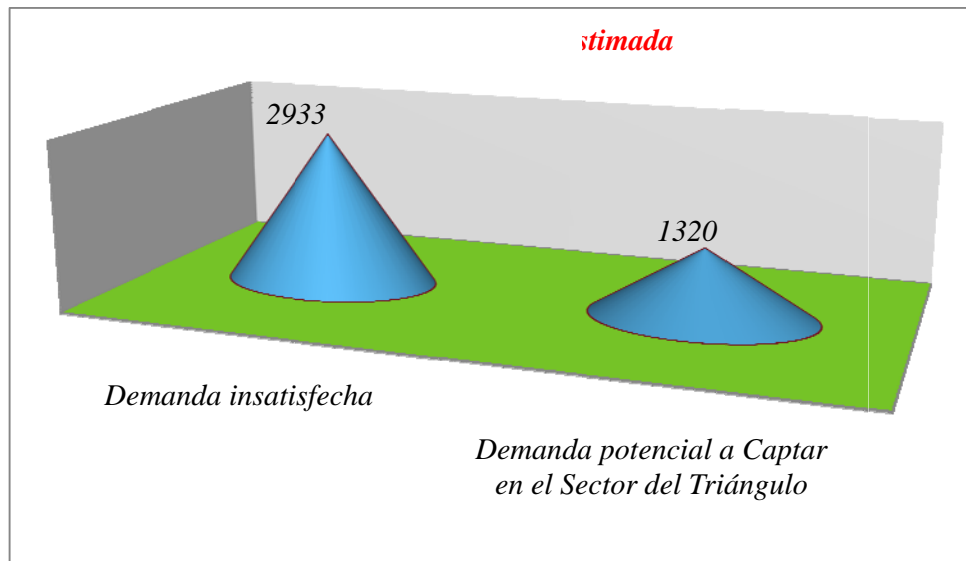 stimada
2933
1320
Demanda insatisfecha
Demanda potencial a Captar
en el Sector del Triángulo